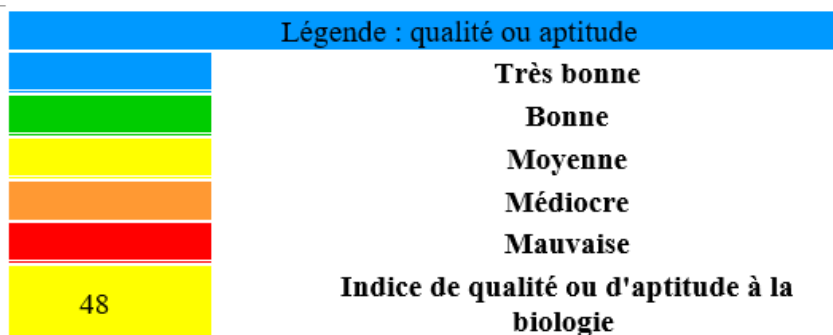 Légende : qualité ou aptitude
Très bonne
Bonne
Moyenne
Médiocre
Mauvaise
48
Indice de qualité ou d'aptitude à la
biologie